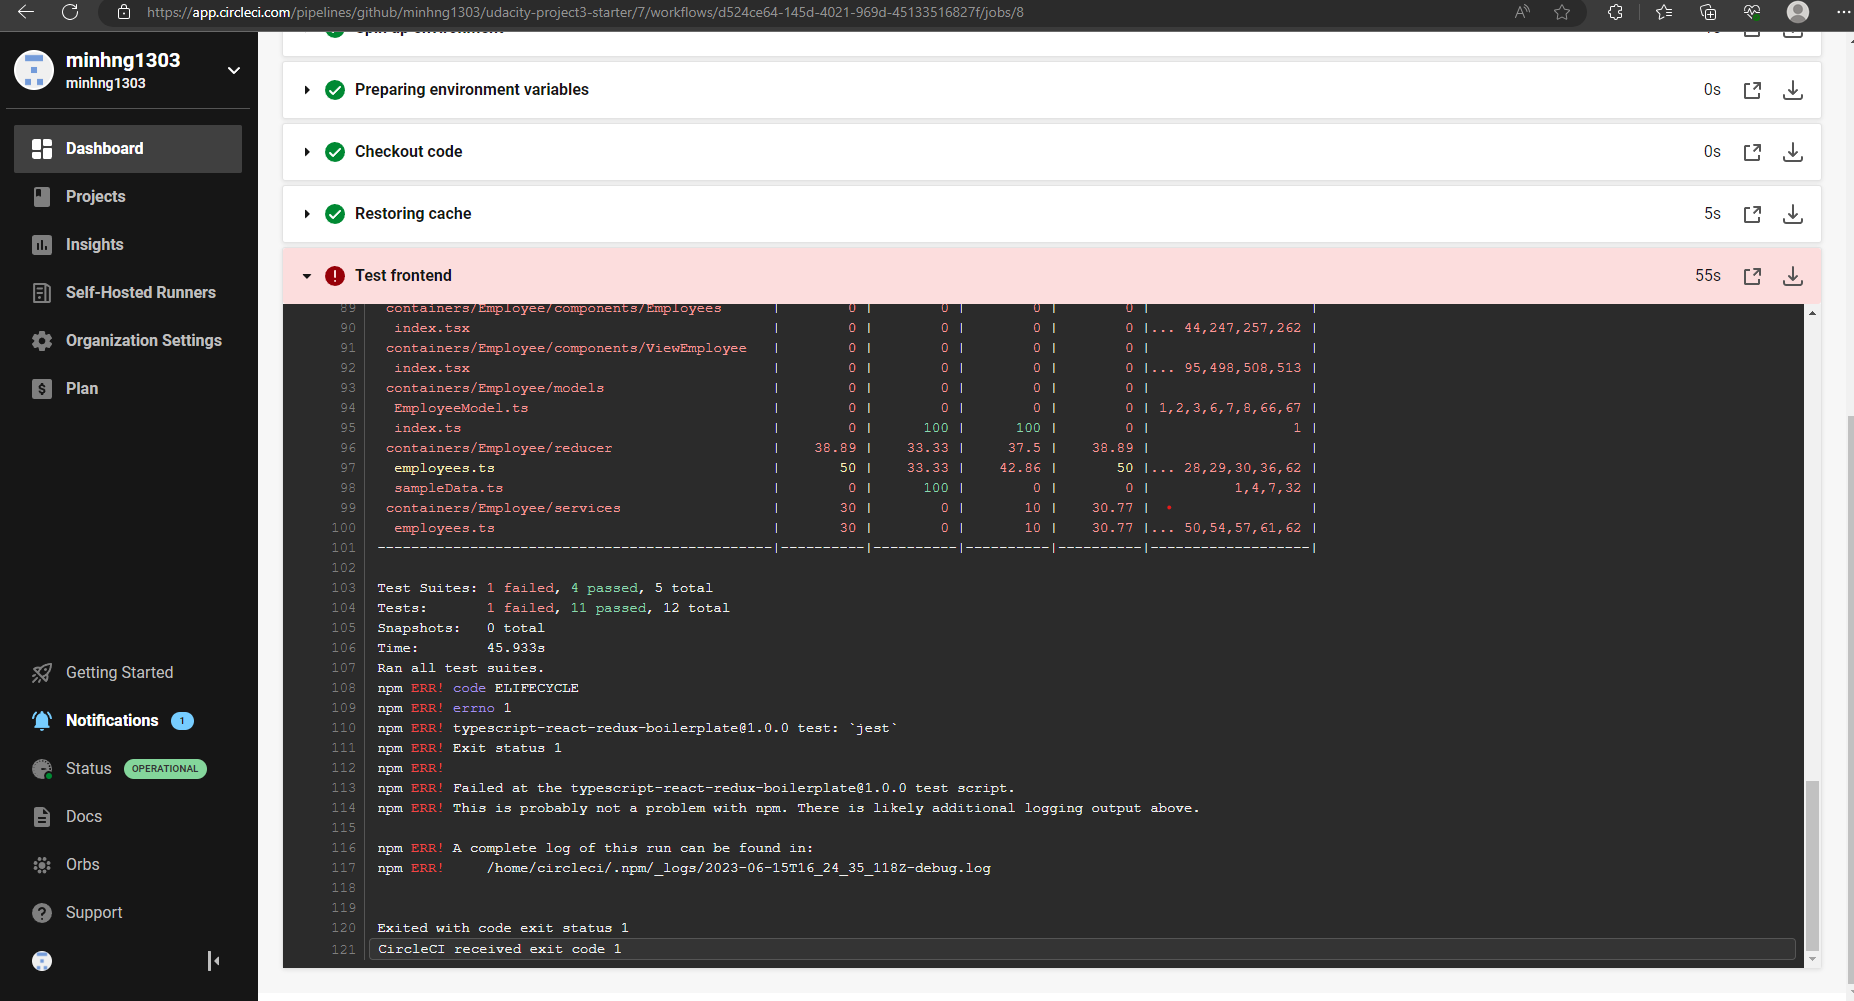 https://app.circleci.com/pipelines/github/minhng1303/udacity-project3-starter/7/workflows/d524ce64-145d-4021-969d-45133516827f/jobs/8
minhng1303
minhng1303
Dashboard
Projects
Insights
Self-Hosted Runners
Organization Settings
Plan
Getting Started
Notifications 1
Status OPERATIONAL
Docs
Orbs
Support
Spin up environment
Preparing environment variables 0s
Checkout code 0s
Restoring cache 5s
Test frontend 55s
89 containers/Employee/components/Employees | 0 | 0 | 0 | 0 | |
90 index.tsx | 0 | 0 | 0 | 0 |... 44,247,257,262 |
91 containers/Employee/components/ViewEmployee | 0 | 0 | 0 | 0 | |
92 index.tsx | 0 | 0 | 0 | 0 |... 95,498,508,513 |
93 containers/Employee/models | 0 | 0 | 0 | 0 | |
94 EmployeeModel.ts | 0 | 0 | 0 | 0 | 1,2,3,6,7,8,66,67 |
95 index.ts | 0 | 100 | 100 | 0 | 1 |
96 containers/Employee/reducer | 38.89 | 33.33 | 37.5 | 38.89 | |
97 employees.ts | 50 | 33.33 | 42.86 | 50 |... 28,29,30,36,62 |
98 sampleData.ts | 0 | 100 | 0 | 0 | 1,4,7,32 |
99 containers/Employee/services | 30 | 0 | 10 | 30.77 | |
100 employees.ts | 30 | 0 | 10 | 30.77 |... 50,54,57,61,62 |
101 -----------------------------------------------|----------|----------|----------|----------|-------------------|
102
103 Test Suites: 1 failed, 4 passed, 5 total
104 Tests: 1 failed, 11 passed, 12 total
105 Snapshots: 0 total
106 Time: 45.933s
107 Ran all test suites.
108 npm ERR! code ELIFECYCLE
109 npm ERR! errno 1
110 npm ERR! typescript-react-redux-boilerplate@1.0.0 test: `jest`
111 npm ERR! Exit status 1
112 npm ERR!
113 npm ERR! Failed at the typescript-react-redux-boilerplate@1.0.0 test script.
114 npm ERR! This is probably not a problem with npm. There is likely additional logging output above.
115
116 npm ERR! A complete log of this run can be found in:
117 npm ERR! /home/circleci/.npm/_logs/2023-06-15T16_24_35_118Z-debug.log
118
119
120 Exited with code exit status 1
121 CircleCI received exit code 1